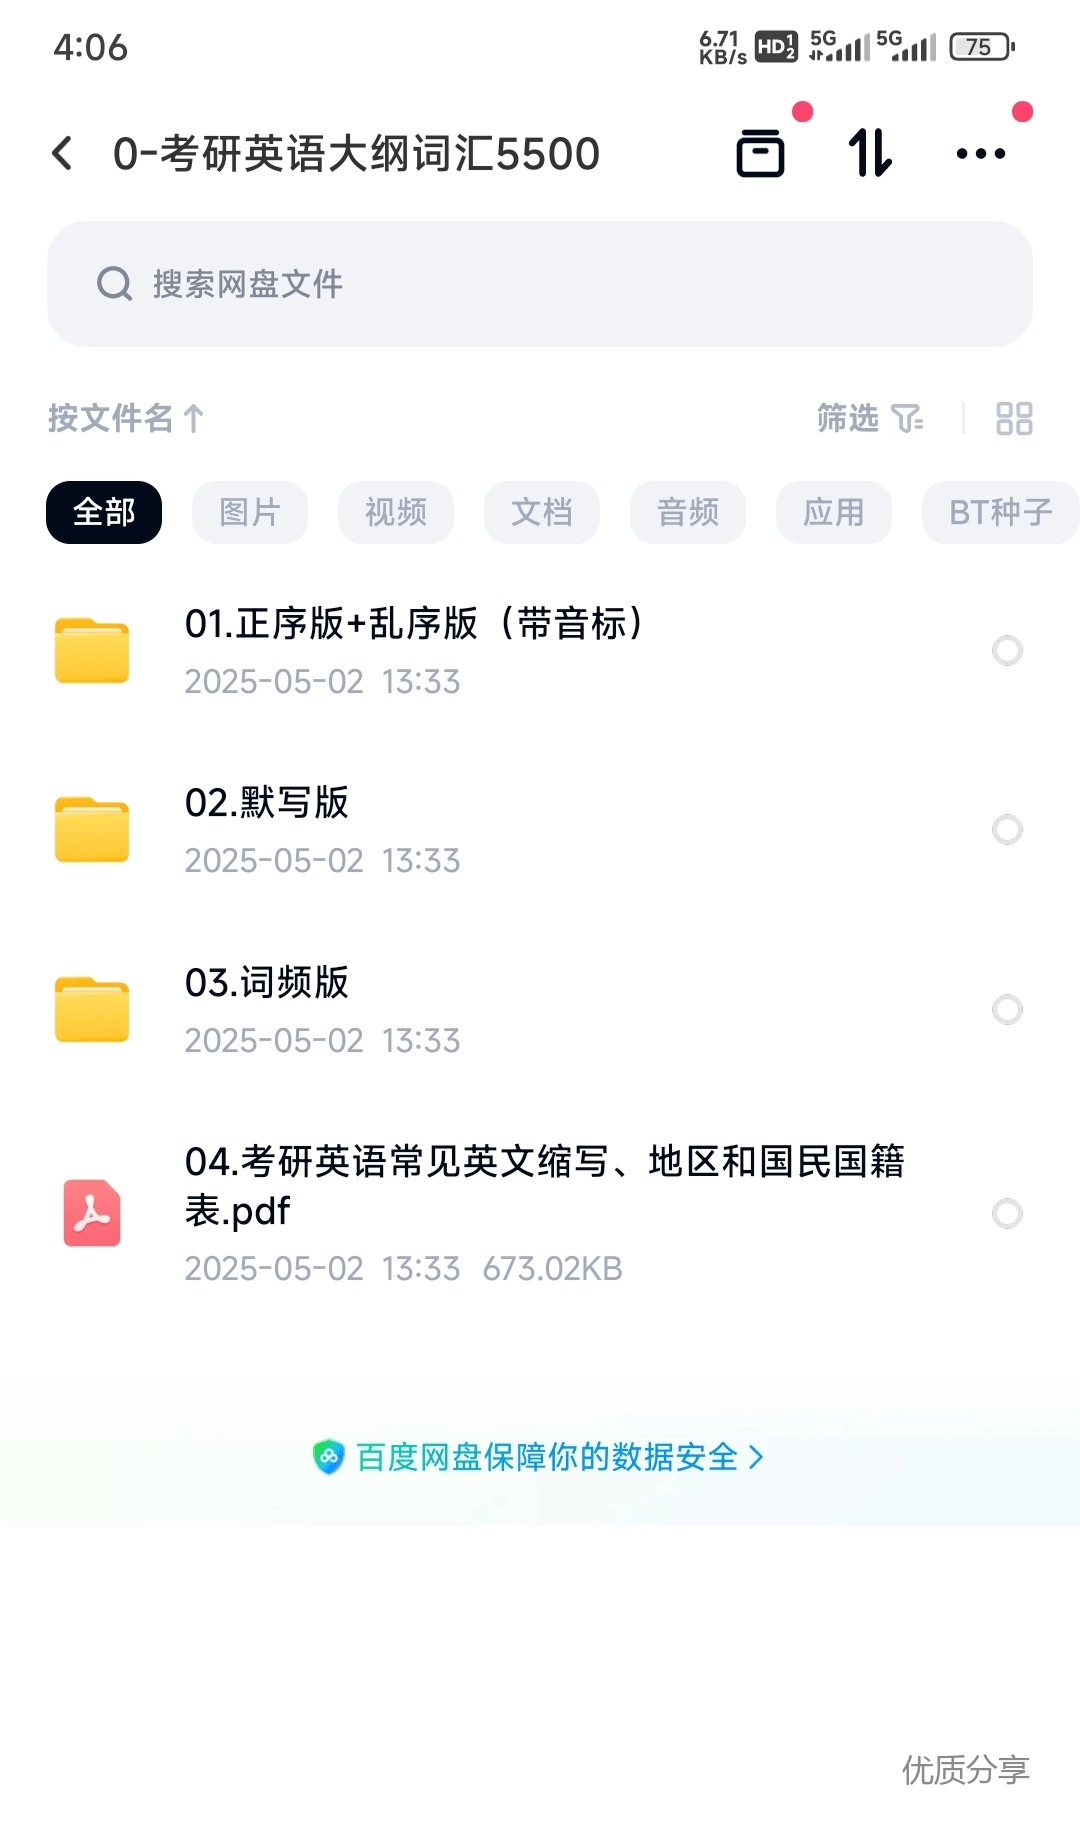 4:06
6.71
KB/s
HD 1 2
5G
5G
75
0-考研英语大纲词汇5500
搜索网盘文件
按文件名↑
筛选
全部 图片 视频 文档 音频 应用 BT种子
01.正序版+乱序版（带音标）
2025-05-02 13:33
02.默写版
2025-05-02 13:33
03.词频版
2025-05-02 13:33
04.考研英语常见英文缩写、地区和国民国籍
表.pdf
2025-05-02 13:33 673.02KB
百度网盘保障你的数据安全
优质分享